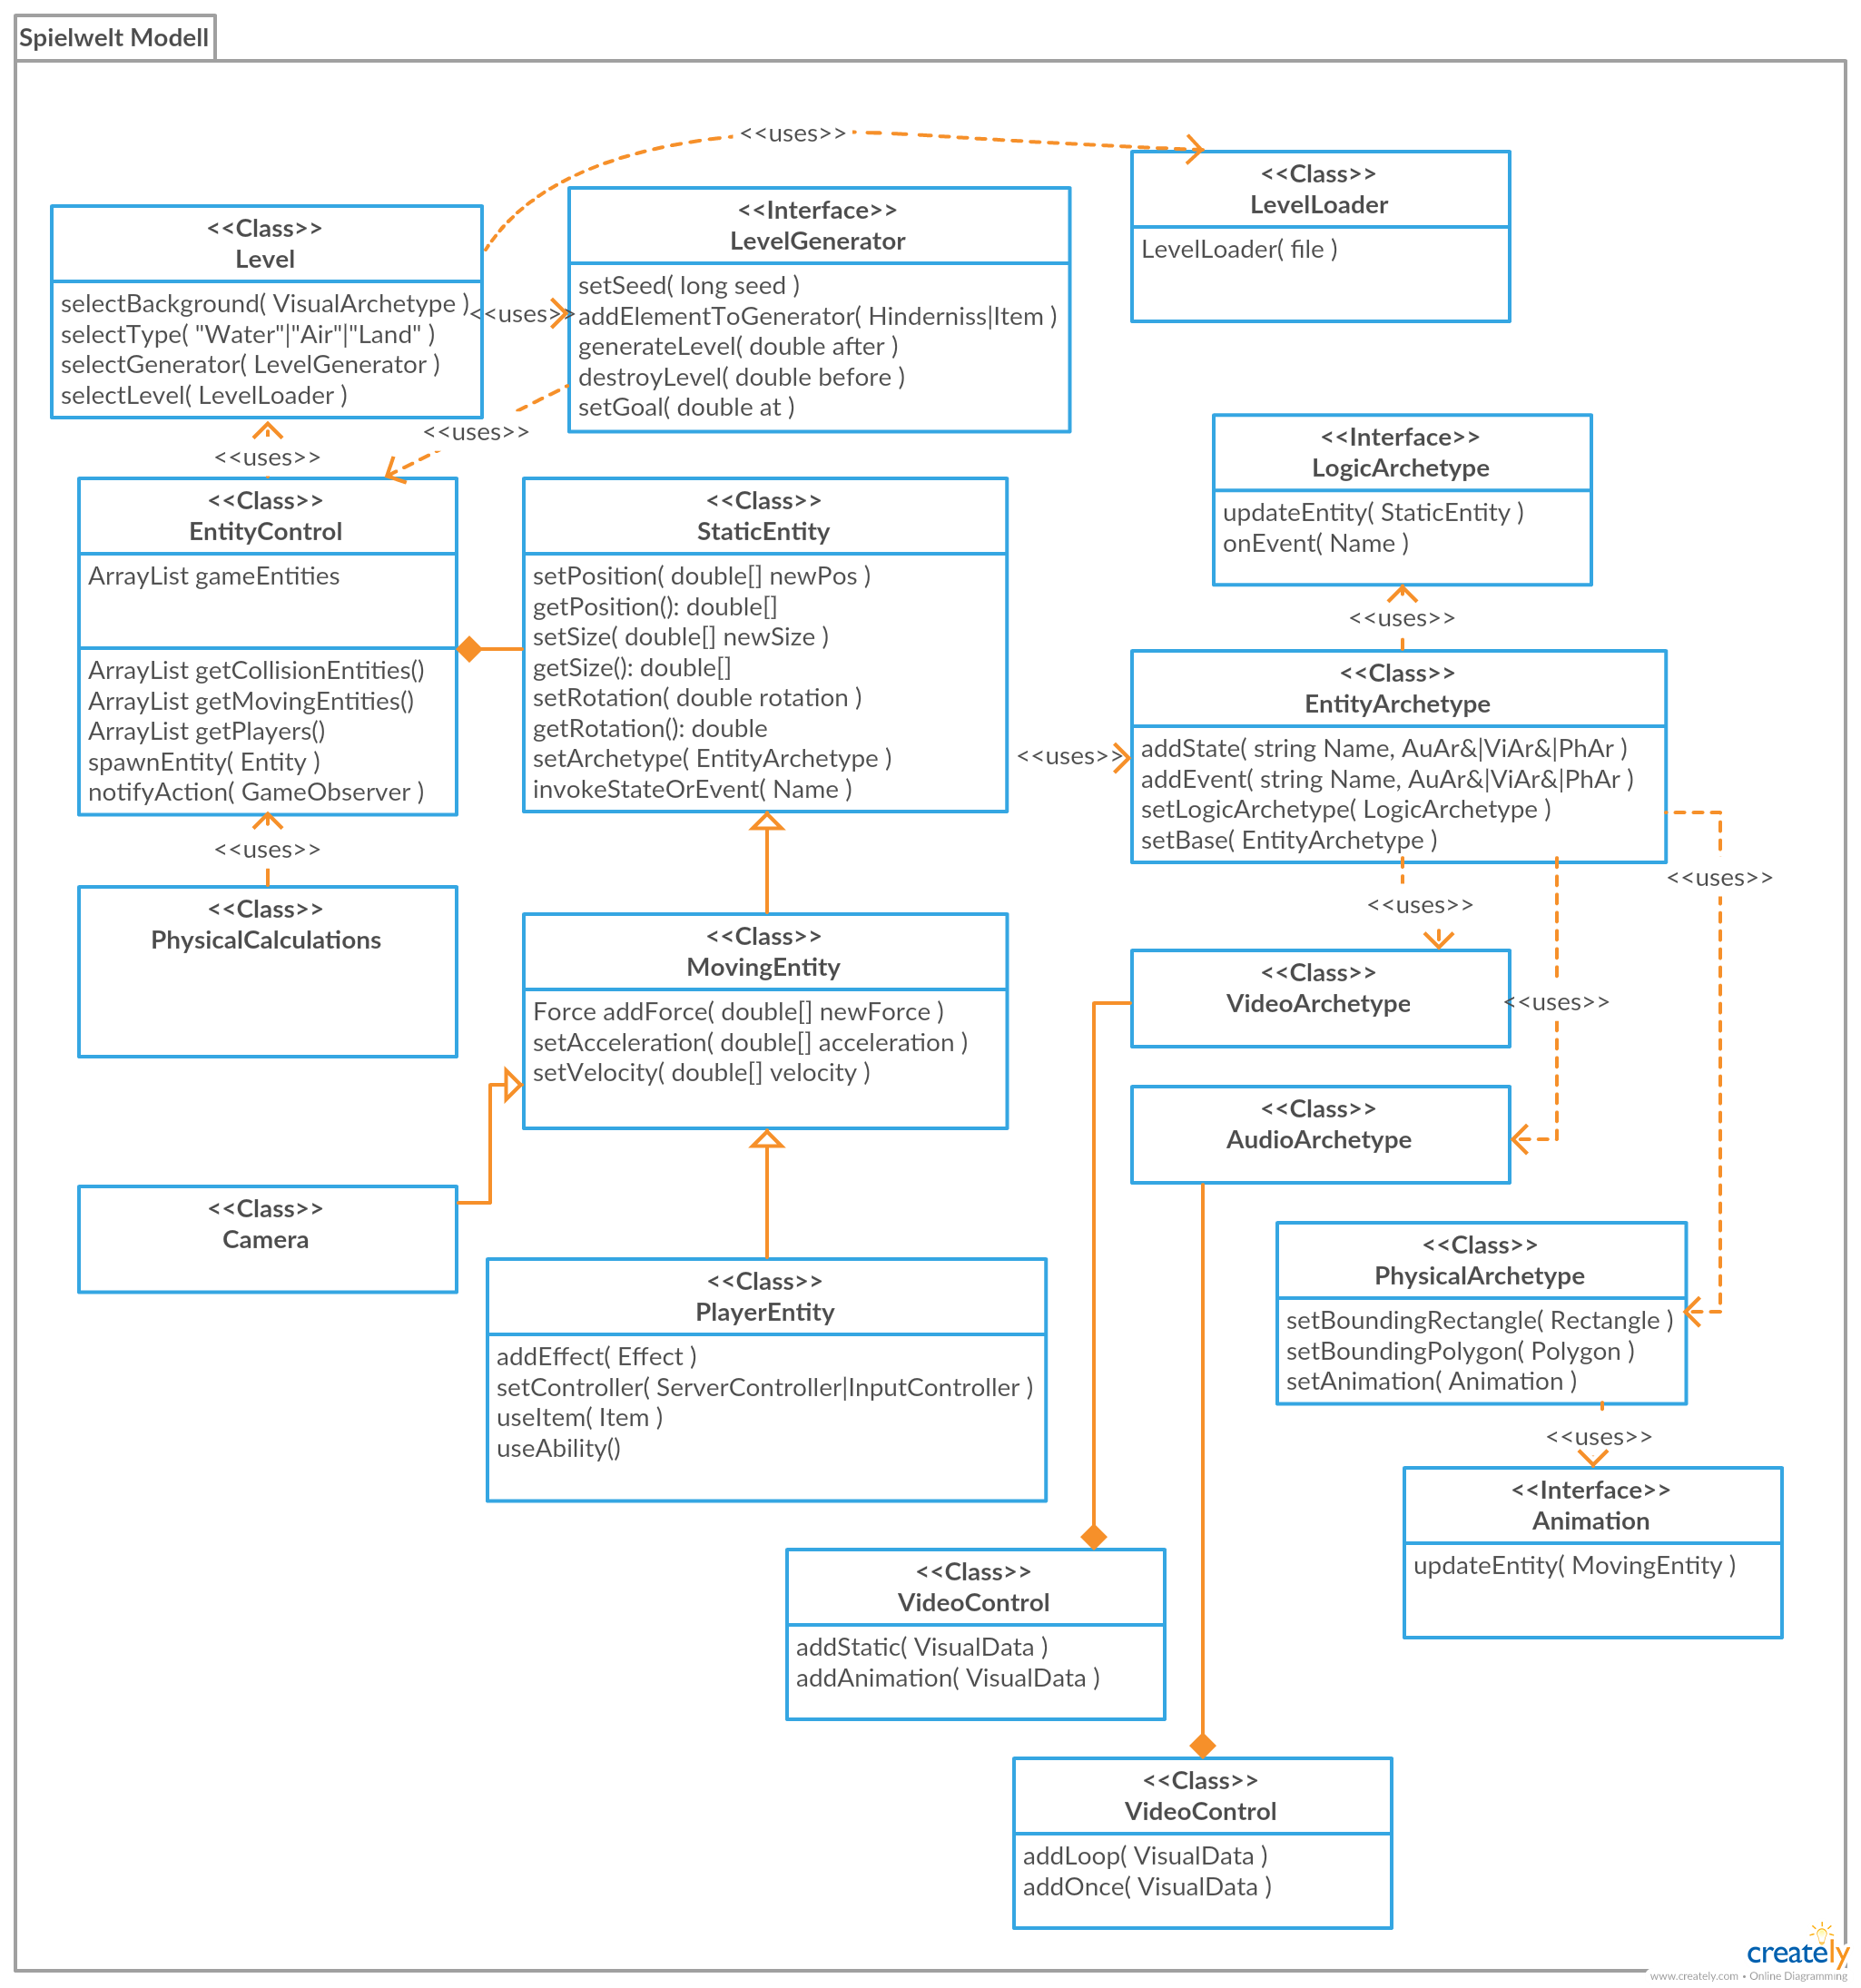 Spielwelt Modell
<<uses>>
<<Class>>
LevelLoader
LevelLoader( file )
<<Class>>
Level
selectBackground( VisualArchetype )
selectType( "Water"|"Air"|"Land" )
selectGenerator( LevelGenerator )
selectLevel( LevelLoader )
<<uses>>
<<Interface>>
LevelGenerator
setSeed( long seed )
addElementToGenerator( Hinderniss|Item )
generateLevel( double after )
destroyLevel( double before )
setGoal( double at )
<<uses>>
<<uses>>
<<Class>>
EntityControl
ArrayList gameEntities
ArrayList getCollisionEntities()
ArrayList getMovingEntities()
ArrayList getPlayers()
spawnEntity( Entity )
notifyAction( GameObserver )
<<Class>>
StaticEntity
setPosition( double[] newPos )
getPosition(): double[]
setSize( double[] newSize )
getSize(): double[]
setRotation( double rotation )
getRotation(): double
setArchetype( EntityArchetype )
invokeStateOrEvent( Name )
<<Interface>>
LogicArchetype
updateEntity( StaticEntity )
onEvent( Name )
<<uses>>
<<uses>>
<<Class>>
EntityArchetype
addState( string Name, AuAr&|ViAr&|PhAr )
addEvent( string Name, AuAr&|ViAr&|PhAr )
setLogicArchetype( LogicArchetype )
setBase( EntityArchetype )
<<uses>>
<<uses>>
<<uses>>
<<Class>>
PhysicalCalculations
<<Class>>
MovingEntity
Force addForce( double[] newForce )
setAcceleration( double[] acceleration )
setVelocity( double[] velocity )
<<Class>>
VideoArchetype
<<uses>>
<<Class>>
AudioArchetype
<<Class>>
Camera
<<Class>>
PlayerEntity
addEffect( Effect )
setController( ServerController|InputController )
useItem( Item )
useAbility()
<<Class>>
PhysicalArchetype
setBoundingRectangle( Rectangle )
setBoundingPolygon( Polygon )
setAnimation( Animation )
<<uses>>
<<Interface>>
Animation
updateEntity( MovingEntity )
<<Class>>
VideoControl
addStatic( VisualData )
addAnimation( VisualData )
<<Class>>
VideoControl
addLoop( VisualData )
addOnce( VisualData )
creately
www.creately.com • Online Diagramming